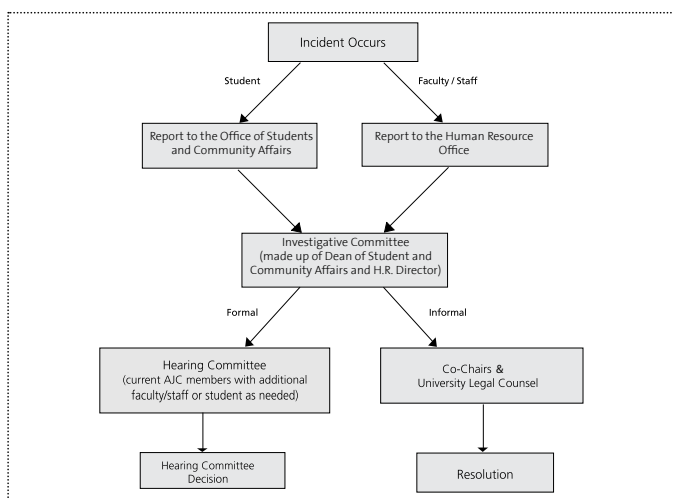 Incident Occurs
Student
Faculty / Staff
Report to the Office of Students
and Community Affairs
Report to the Human Resource
Office
Investigative Committee
(made up of Dean of Student and
Community Affairs and H.R. Director)
Formal
Informal
Hearing Committee
(current AJC members with additional
faculty/staff or student as needed)
Co-Chairs &
University Legal Counsel
Hearing Committee
Decision
Resolution